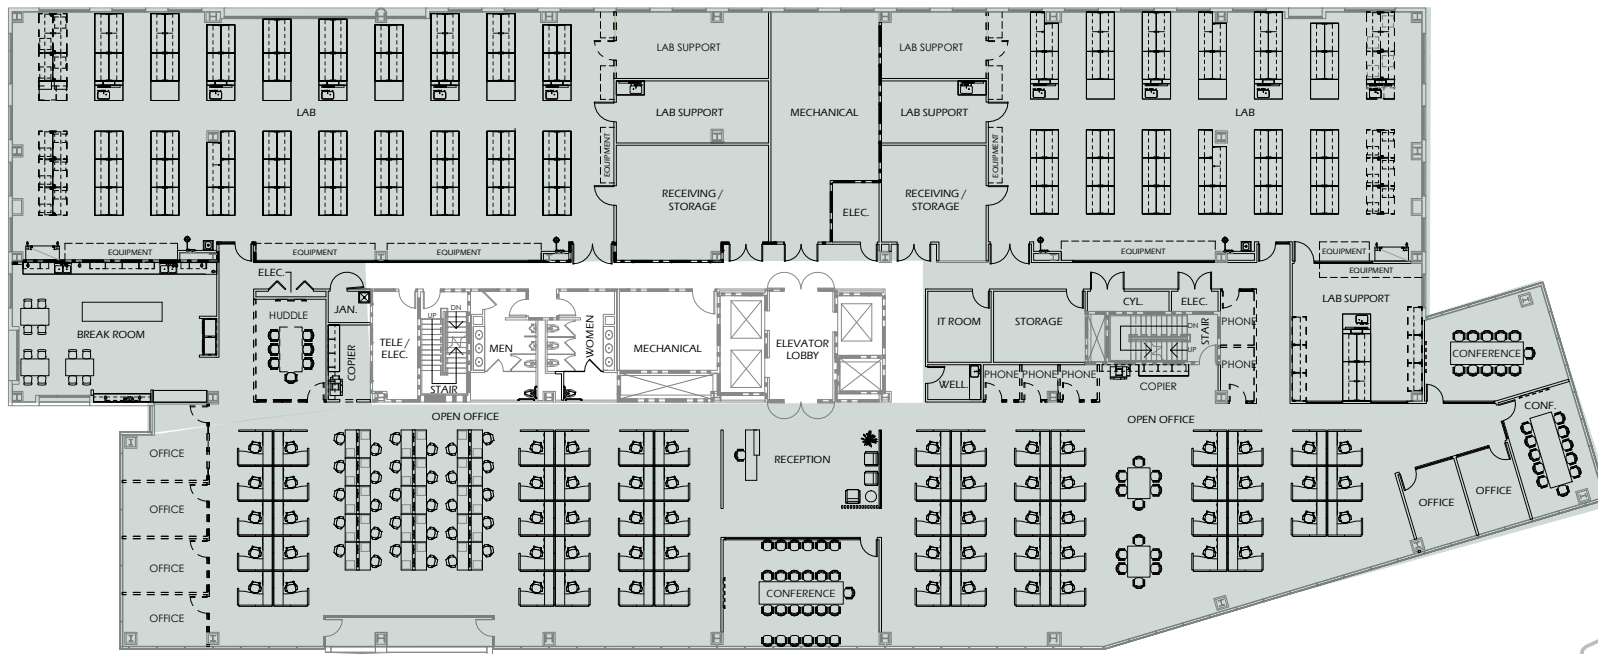 LAB SUPPORT
LAB SUPPORT
LAB
LAB SUPPORT
MECHANICAL
LAB SUPPORT
LAB
EQUIPMENT
EQUIPMENT
RECEIVING /
STORAGE
RECEIVING /
STORAGE
ELEC.
EQUIPMENT
EQUIPMENT
EQUIPMENT
EQUIPMENT
EQUIPMENT
EQUIPMENT
ELEC.
HUDDLE
JAN.
BREAK ROOM
COPIER
TELE /
ELEC.
UP
DN
STAIR
MEN
WOMEN
MECHANICAL
ELEVATOR
LOBBY
IT ROOM
STORAGE
CYL.
ELEC.
DN
UP
STAIR
PHONE
PHONE
LAB SUPPORT
CONFERENCE
WELL.
PHONE
PHONE
PHONE
COPIER
CONF.
OPEN OFFICE
OPEN OFFICE
OFFICE
RECEPTION
OFFICE
OFFICE
OFFICE
OFFICE
CONFERENCE
OFFICE